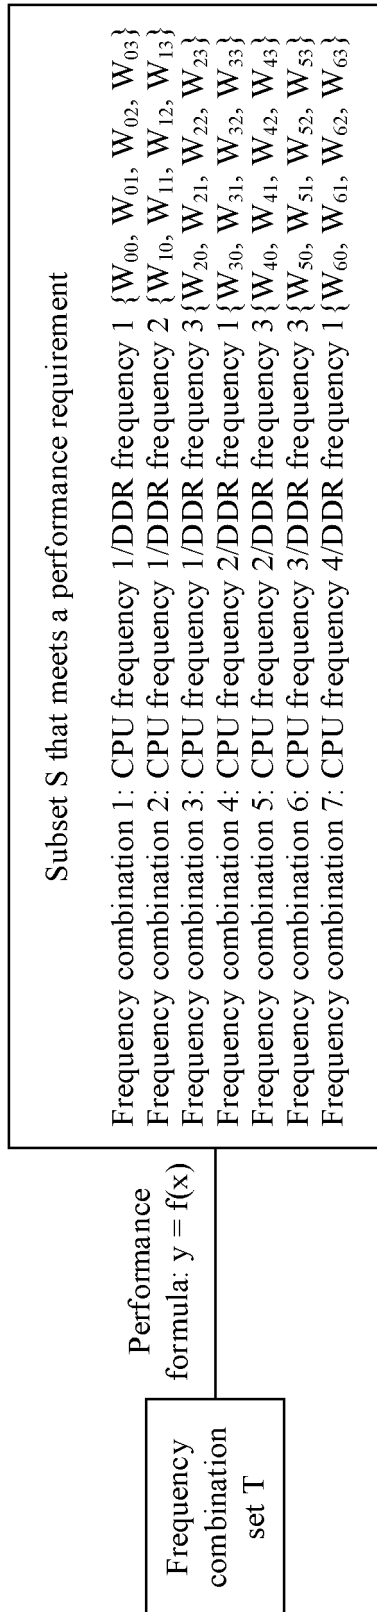 Frequency
combination
set T
Performance
formula: y = f(x)
Subset S that meets a performance requirement
Frequency combination 1: CPU frequency 1/DDR frequency 1 {W₀₀, W₀₁, W₀₂, W₀₃}
Frequency combination 2: CPU frequency 1/DDR frequency 2 {W₁₀, W₁₁, W₁₂, W₁₃}
Frequency combination 3: CPU frequency 1/DDR frequency 3{W₂₀, W₂₁, W₂₂, W₂₃}
Frequency combination 4: CPU frequency 2/DDR frequency 1{W₃₀, W₃₁, W₃₂, W₃₃}
Frequency combination 5: CPU frequency 2/DDR frequency 3{W₄₀, W₄₁, W₄₂, W₄₃}
Frequency combination 6: CPU frequency 3/DDR frequency 3{W₅₀, W₅₁, W₅₂, W₅₃}
Frequency combination 7: CPU frequency 4/DDR frequency 1{W₆₀, W₆₁, W₆₂, W₆₃}